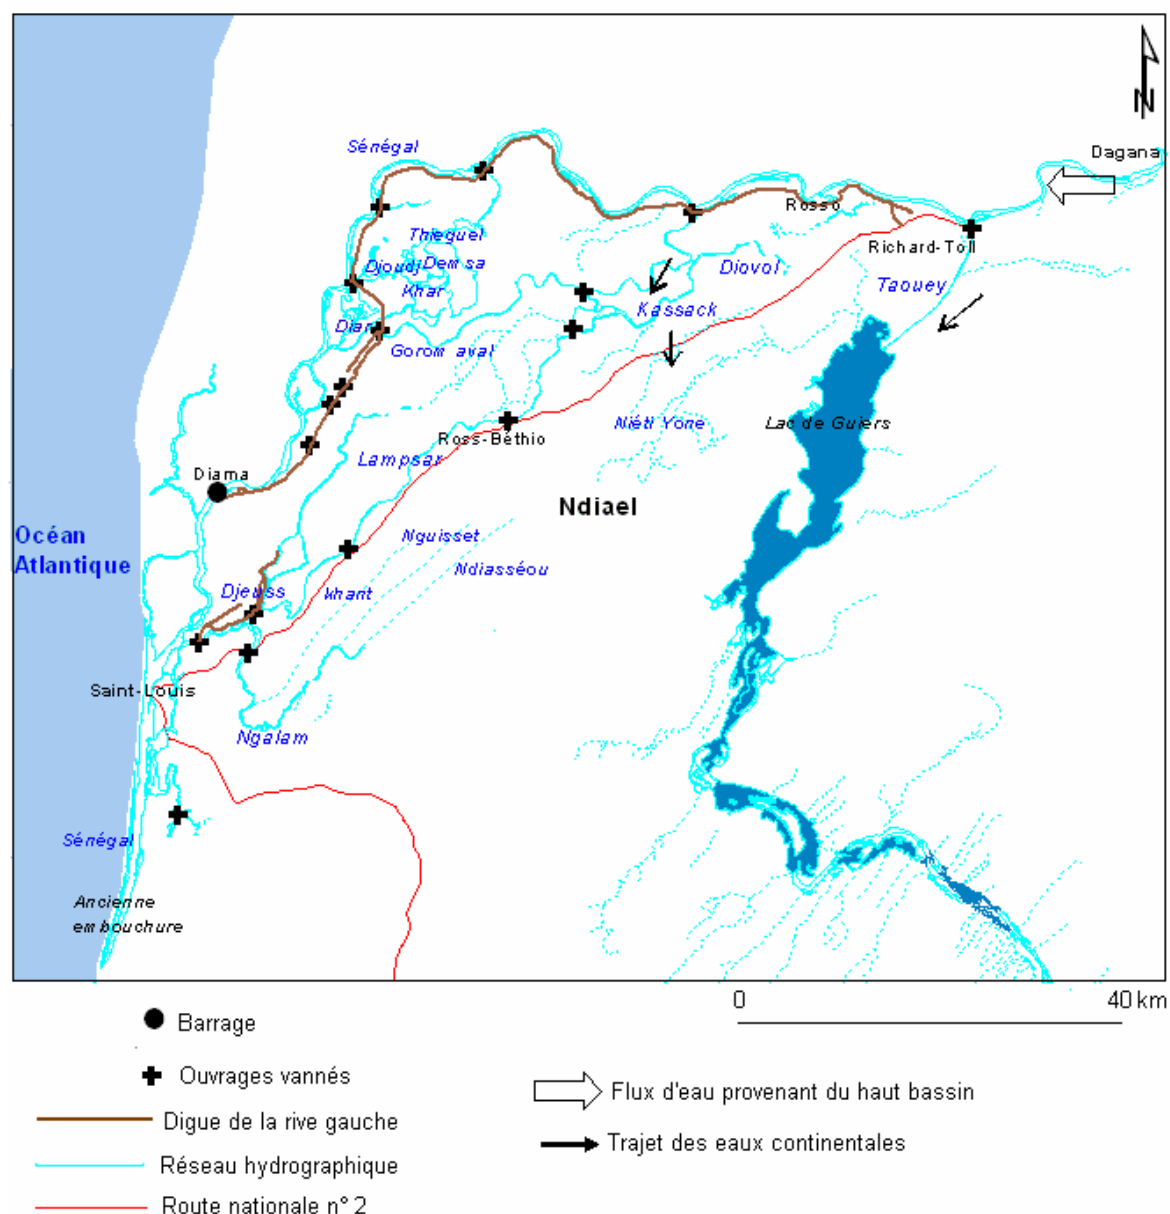 Sénégal
Dagana
N
Rosso
Thieguel
Richard-Toll
Djoudj
Demsa
Diovol
Khar
Taouey
Kassack
Diar
Gorom aval
Niéti Yone
Lac de Guiers
Ross-Béthio
Lampsar
Diama
Ndiael
Océan
Atlantique
Nguisset
Ndiasséou
Djeuss
khant
Saint-Louis
Ngalam
Sénégal
Ancienne
embouchure
0
40 km
Barrage
Ouvrages vannés
Digue de la rive gauche
Réseau hydrographique
Route nationale n° 2
Flux d'eau provenant du haut bassin
Trajet des eaux continentales